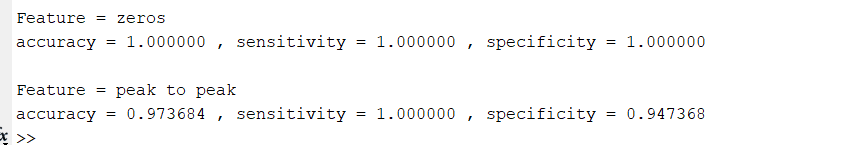 Feature = zeros
accuracy = 1.000000 , sensitivity = 1.000000 , specificity = 1.000000
Feature = peak to peak
accuracy = 0.973684 , sensitivity = 1.000000 , specificity = 0.947368
>>